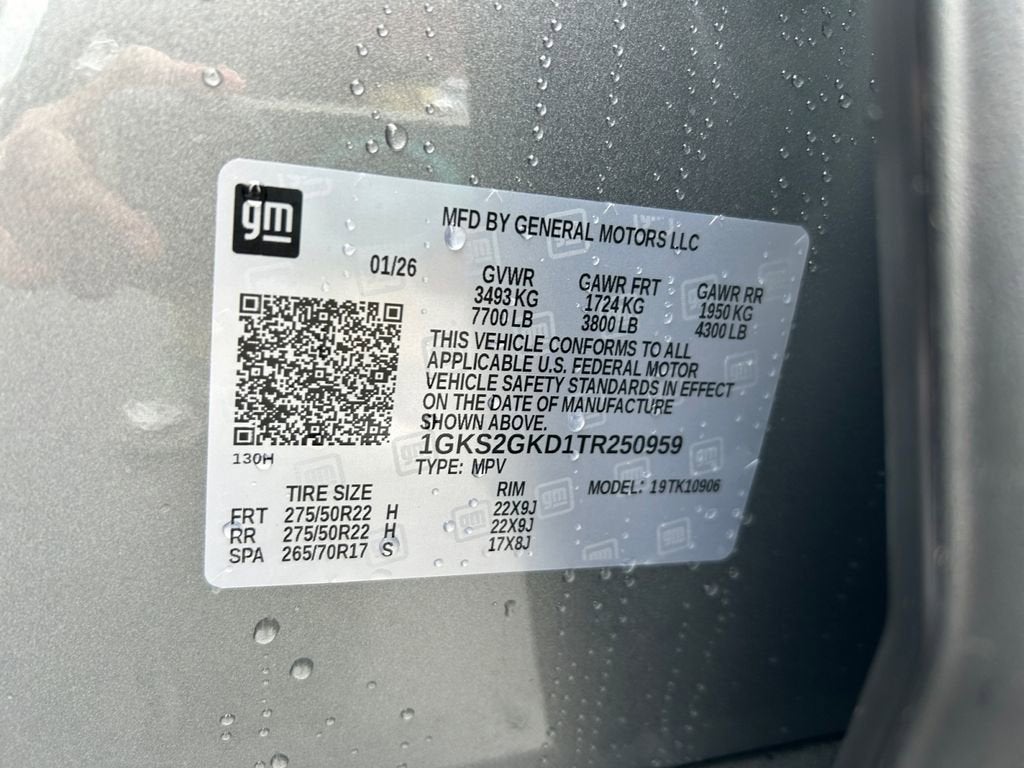 gm
MFD BY GENERAL MOTORS LLC
01/26
GVWR GAWR FRT GAWR RR
3493 KG 1724 KG 1950 KG
7700 LB 3800 LB 4300 LB
THIS VEHICLE CONFORMS TO ALL
APPLICABLE U.S. FEDERAL MOTOR
VEHICLE SAFETY STANDARDS IN EFFECT
ON THE DATE OF MANUFACTURE
SHOWN ABOVE.
1GKS2GKD1TR250959
130H
TYPE: MPV
TIRE SIZE RIM MODEL: 19TK10906
FRT 275/50R22 H 22X9J
RR 275/50R22 H 22X9J
SPA 265/70R17 S 17X8J